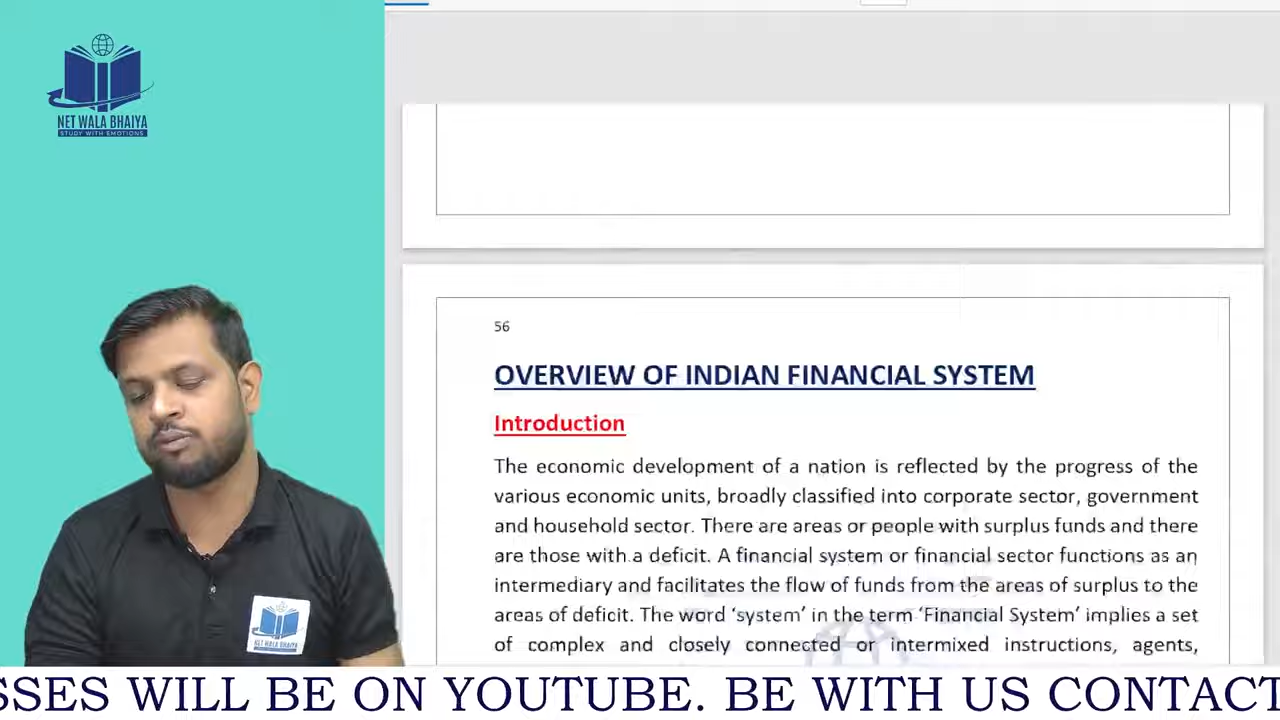 NET WALA BHAIYA
STUDY WITH EMOTIONS
56
OVERVIEW OF INDIAN FINANCIAL SYSTEM
Introduction
The economic development of a nation is reflected by the progress of the
various economic units, broadly classified into corporate sector, government
and household sector. There are areas or people with surplus funds and there
are those with a deficit. A financial system or financial sector functions as an
intermediary and facilitates the flow of funds from the areas of surplus to the
areas of deficit. The word ‘system’ in the term ‘Financial System’ implies a set
of complex and closely connected or intermixed instructions, agents,
NET WALA BHAIYA
SSES WILL BE ON YOUTUBE. BE WITH US CONTACT